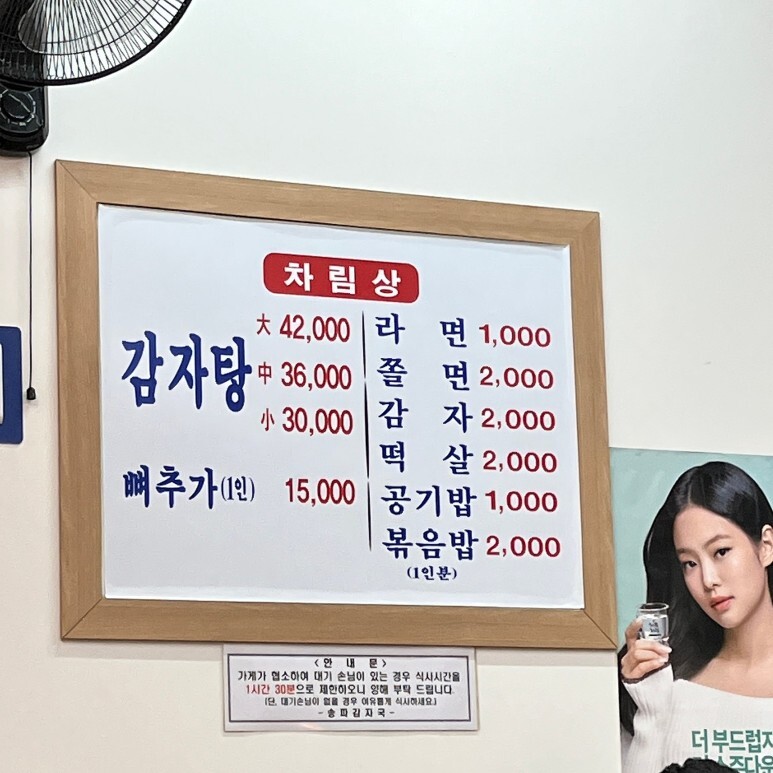 차림상
감자탕
大 42,000
中 36,000
小 30,000
뼈추가(1인) 15,000
라 면 1,000
쫄 면 2,000
감 자 2,000
떡 살 2,000
공기밥 1,000
볶음밥 2,000
(1인분)
<안 내 문>
가게가 협소하여 대기 손님이 있는 경우 식사시간을
1시간 30분으로 제한하오니 양해 부탁 드립니다.
(단, 대기손님이 없을 경우 여유롭게 식사하세요.)
- 송파감자국 -
더 부드럽